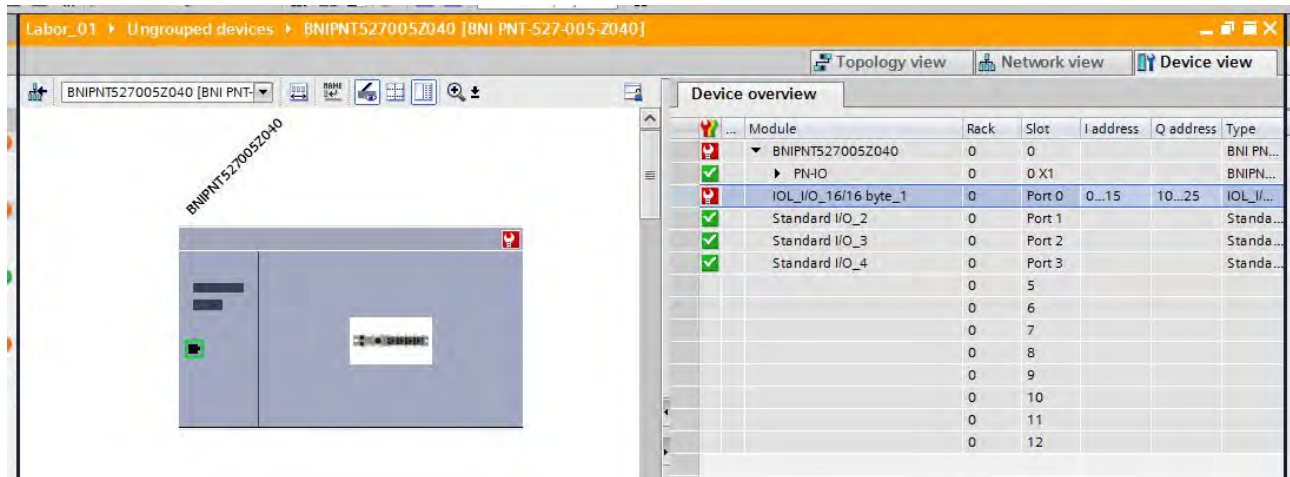 Labor_01 ▸ Ungrouped devices ▸ BNIPNT527005Z040 [BNI PNT-527-005-Z040]
Topology view Network view Device view
BNIPNT527005Z040 [BNI PNT-
Device overview
BNIPNT527005Z040
... Module Rack Slot I address Q address Type
BNIPNT527005Z040 0 0 BNI PN...
PN-IO 0 0 X1 BNIPN...
IOL_I/O_16/16 byte_1 0 Port 0 0...15 10...25 IOL_I/...
Standard I/O_2 0 Port 1 Standa...
Standard I/O_3 0 Port 2 Standa...
Standard I/O_4 0 Port 3 Standa...
0 5
0 6
0 7
0 8
0 9
0 10
0 11
0 12